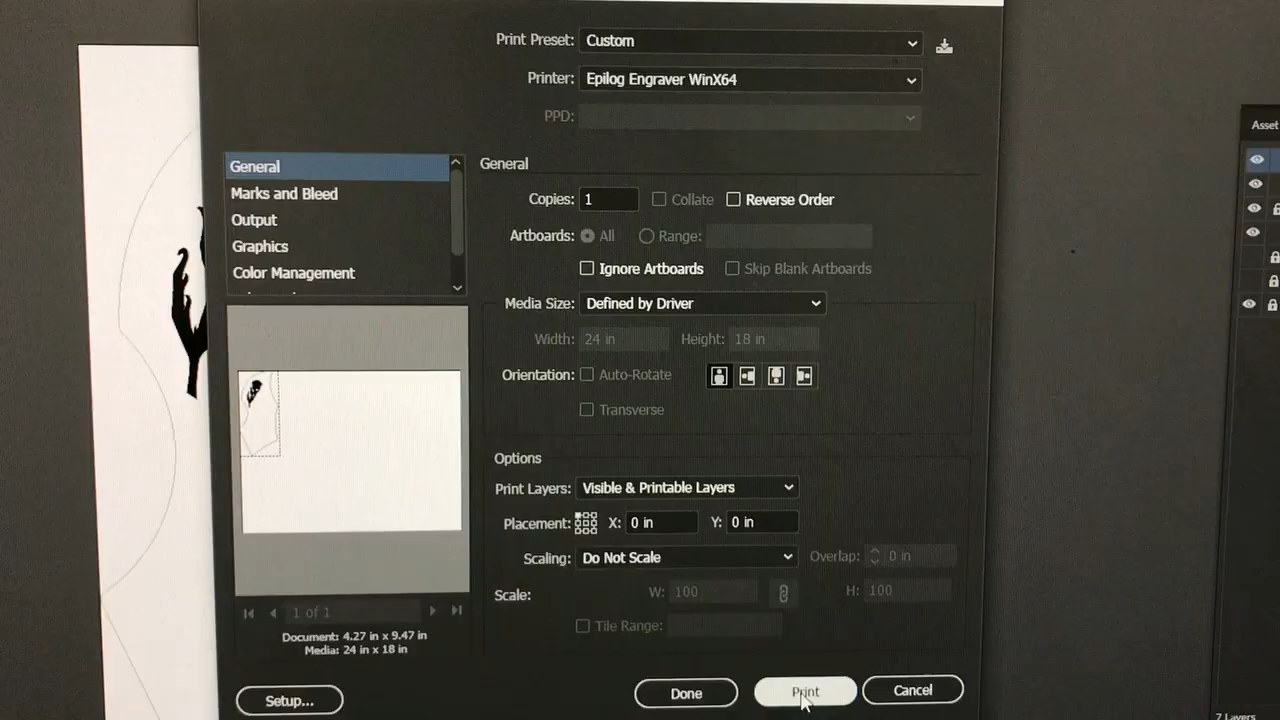 Print Preset: Custom
Printer: Epilog Engraver WinX64
PPD:
Asset
General
Marks and Bleed
Output
Graphics
Color Management
General
Copies: 1 Collate Reverse Order
Artboards: All Range:
Ignore Artboards Skip Blank Artboards
Media Size: Defined by Driver
Width: 24 in Height: 18 in
Orientation: Auto-Rotate
Transverse
Options
Print Layers: Visible & Printable Layers
Placement: X: 0 in Y: 0 in
Scaling: Do Not Scale Overlap: 0 in
Scale: W: 100 H: 100
Tile Range:
1 of 1
Document: 4.27 in x 9.47 in
Media: 24 in x 18 in
Setup... Done Print Cancel
7 Layers